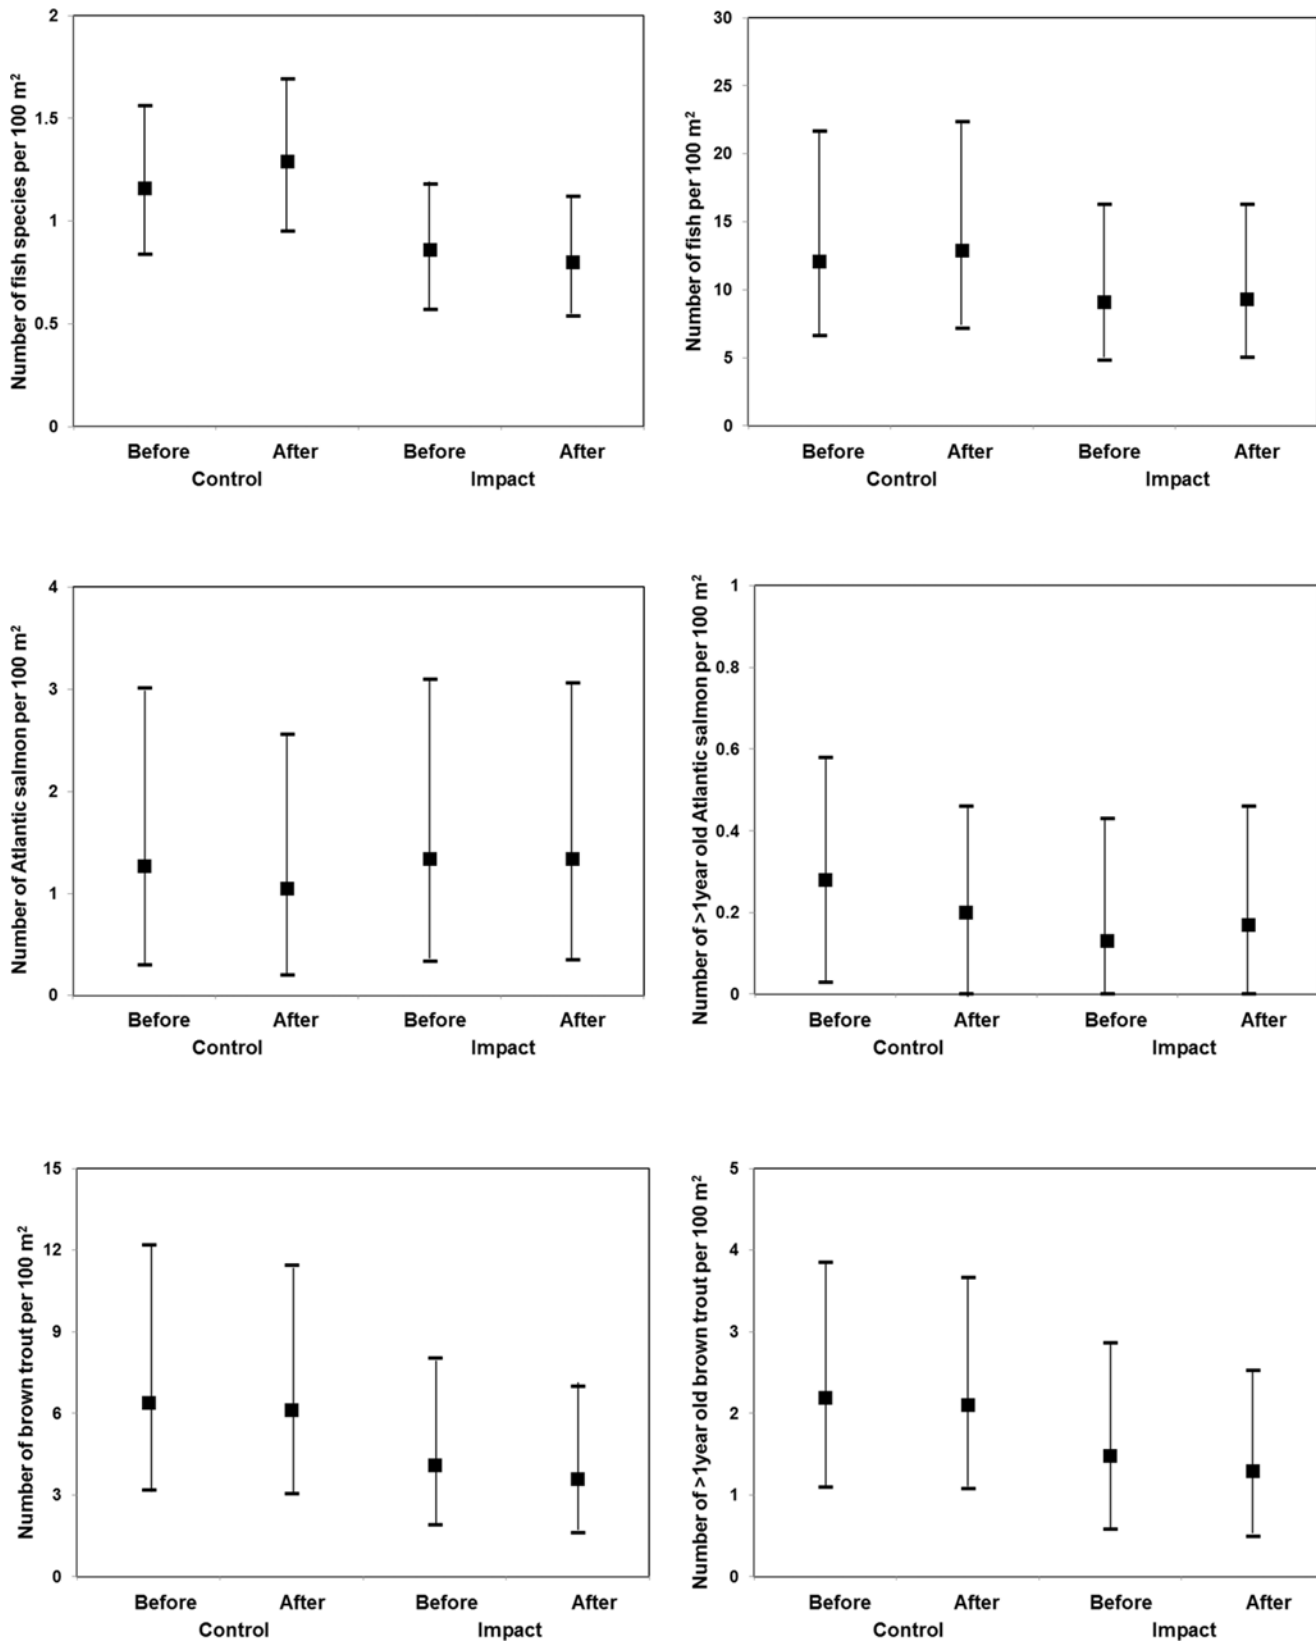 Number of fish species per 100 m²
2
1.5
1
0.5
0
Before After Before After
Control Impact
Number of fish per 100 m²
30
25
20
15
10
5
0
Before After Before After
Control Impact
Number of Atlantic salmon per 100 m²
4
3
2
1
0
Before After Before After
Control Impact
Number of >1year old Atlantic salmon per 100 m²
1
0.8
0.6
0.4
0.2
0
Before After Before After
Control Impact
Number of brown trout per 100 m²
15
12
9
6
3
0
Before After Before After
Control Impact
Number of >1year old brown trout per 100 m²
5
4
3
2
1
0
Before After Before After
Control Impact